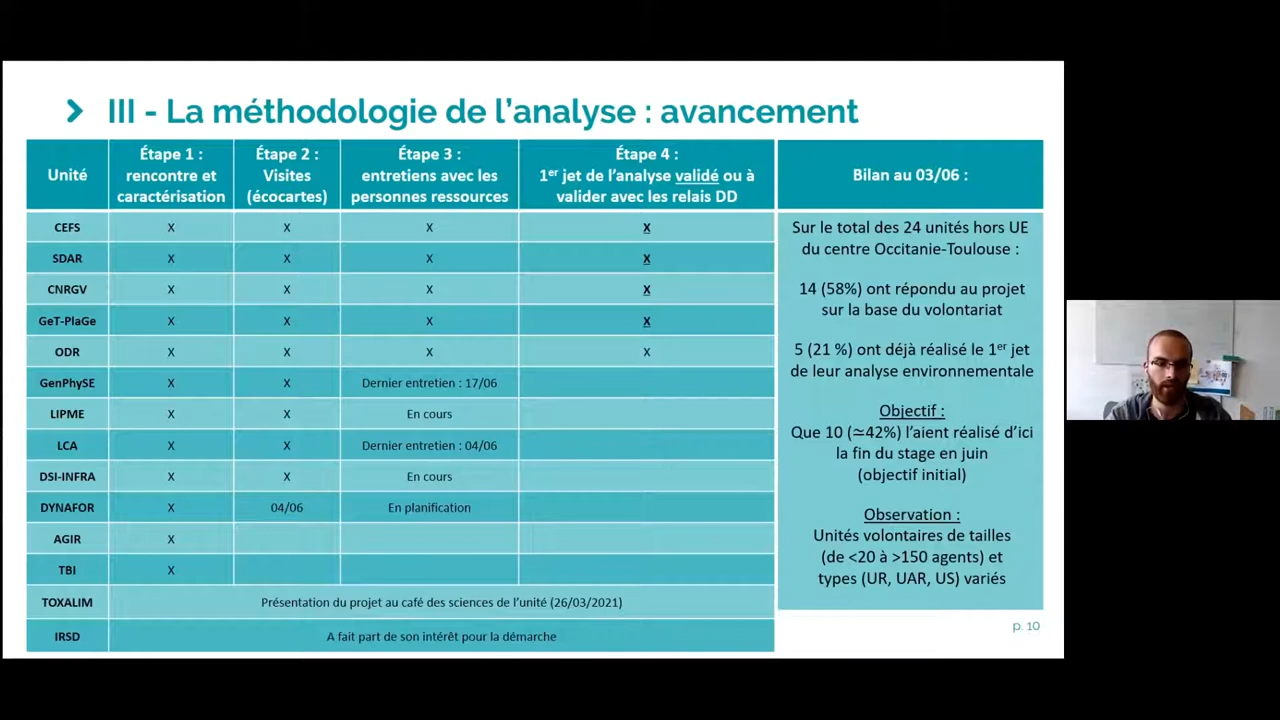 III - La méthodologie de l'analyse : avancement
Unité
Étape 1 :
rencontre et
caractérisation
Étape 2 :
Visites
(écocartes)
Étape 3 :
entretiens avec les
personnes ressources
Étape 4 :
1er jet de l'analyse validé ou à
valider avec les relais DD
CEFS X X X X
SDAR X X X X
CNRGV X X X X
GeT-PlaGe X X X X
ODR X X X X
GenPhySE X X Dernier entretien : 17/06
LIPME X X En cours
LCA X X Dernier entretien : 04/06
DSI-INFRA X X En cours
DYNAFOR X 04/06 En planification
AGIR X
TBI X
TOXALIM Présentation du projet au café des sciences de l'unité (26/03/2021)
IRSD A fait part de son intérêt pour la démarche
Bilan au 03/06 :
Sur le total des 24 unités hors UE
du centre Occitanie-Toulouse :
14 (58%) ont répondu au projet
sur la base du volontariat
5 (21 %) ont déjà réalisé le 1er jet
de leur analyse environnementale
Objectif :
Que 10 (≃42%) l'aient réalisé d'ici
la fin du stage en juin
(objectif initial)
Observation :
Unités volontaires de tailles
(de <20 à >150 agents) et
types (UR, UAR, US) variés
p. 10